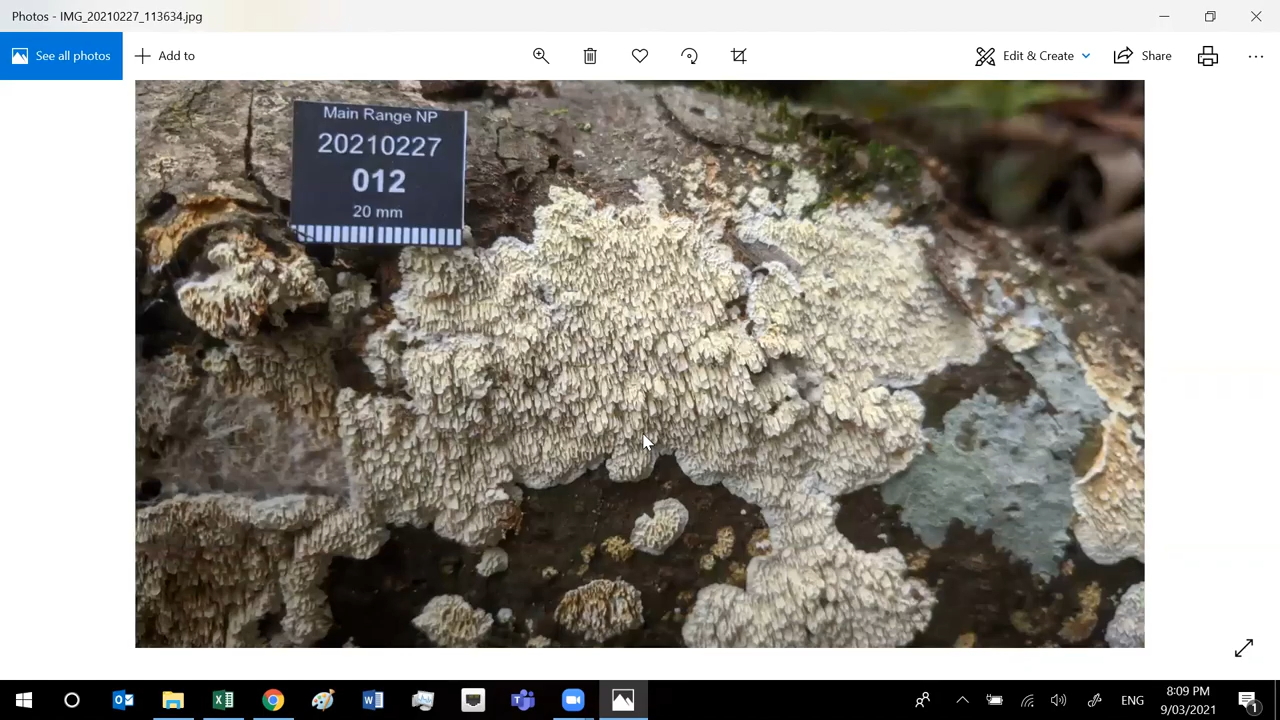 Photos - IMG_20210227_113634.jpg
See all photos
Add to
Edit & Create
Share
Main Range NP
20210227
012
20 mm
ENG
8:09 PM
9/03/2021
1